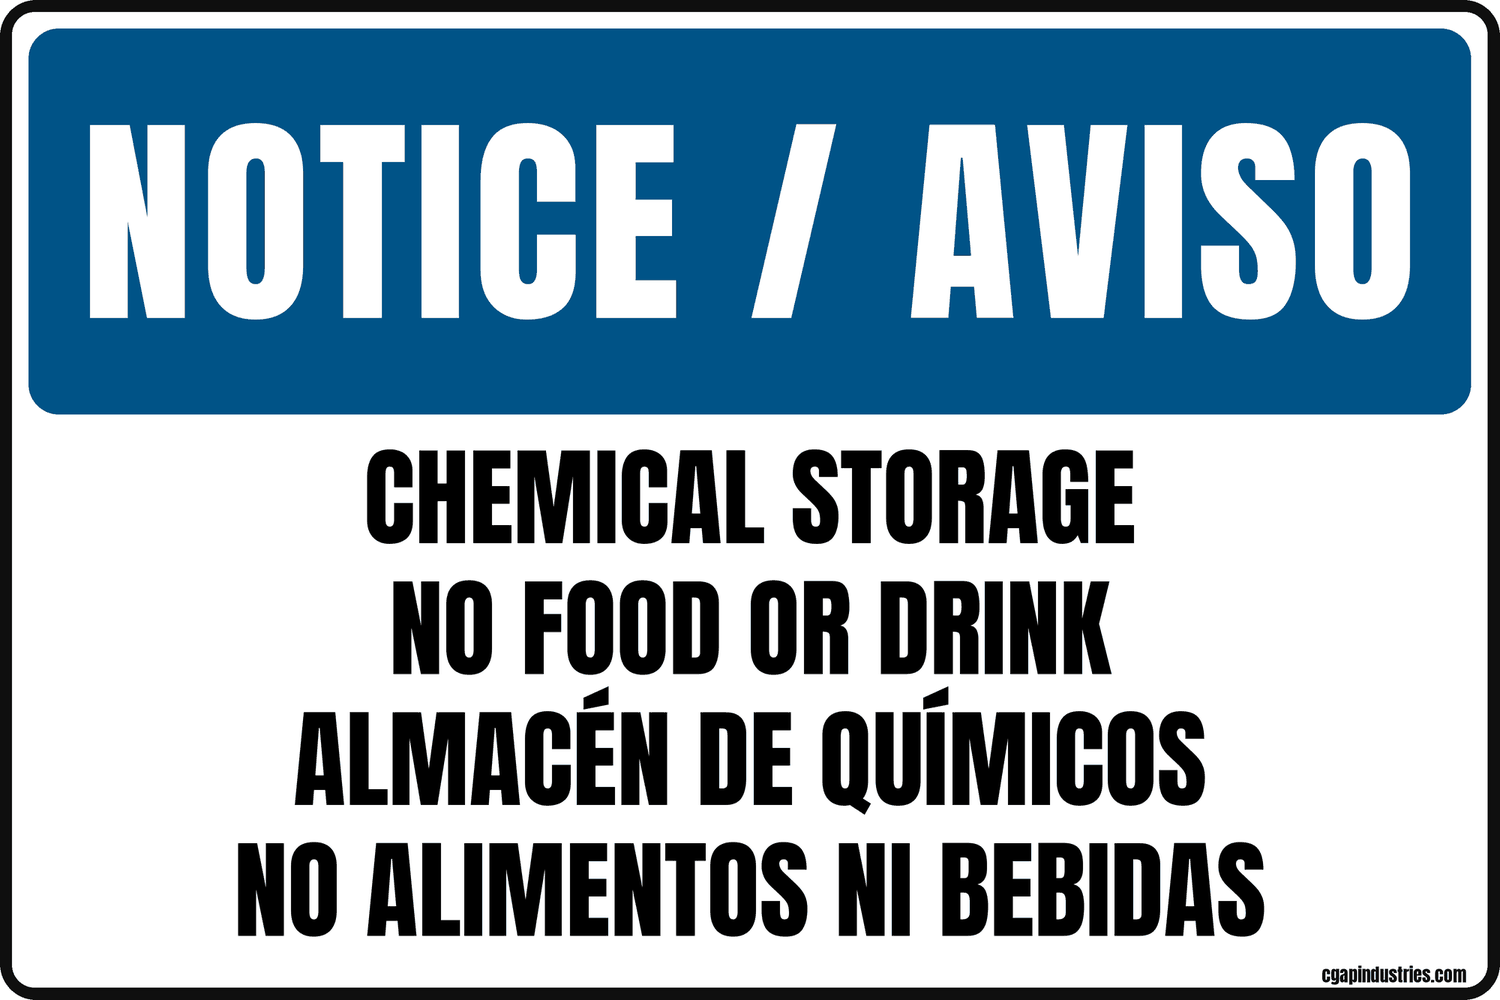 NOTICE / AVISO
CHEMICAL STORAGE
NO FOOD OR DRINK
ALMACÉN DE QUÍMICOS
NO ALIMENTOS NI BEBIDAS
cgapindustries.com